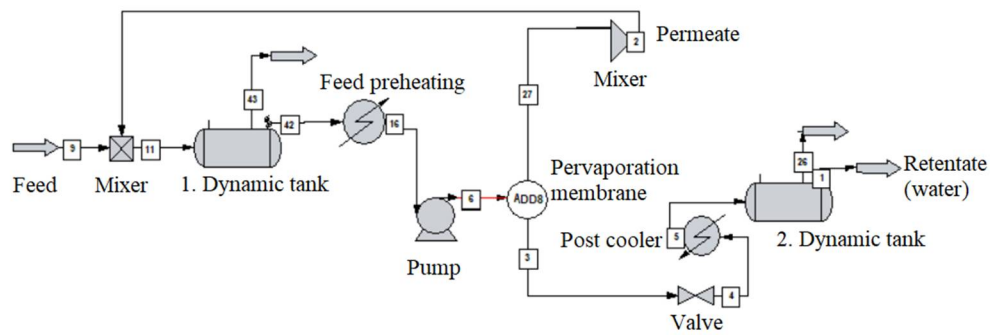 2
Permeate
Mixer
Feed preheating
43
42
16
27
9
11
Feed
Mixer
1. Dynamic tank
6
ADD8
Pervaporation
membrane
Pump
3
26
1
Retentate
(water)
Post cooler
5
2. Dynamic tank
4
Valve